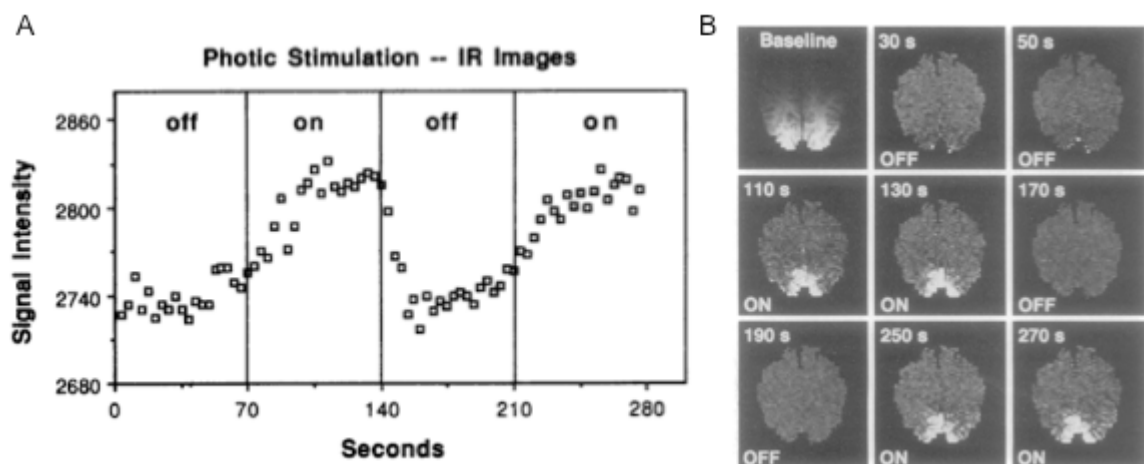 A
Photic Stimulation -- IR Images
off on off on
2860
2800
2740
2680
Signal Intensity
0 70 140 210 280
Seconds
B
Baseline
30 s
OFF
50 s
OFF
110 s
ON
130 s
ON
170 s
OFF
190 s
OFF
250 s
ON
270 s
ON